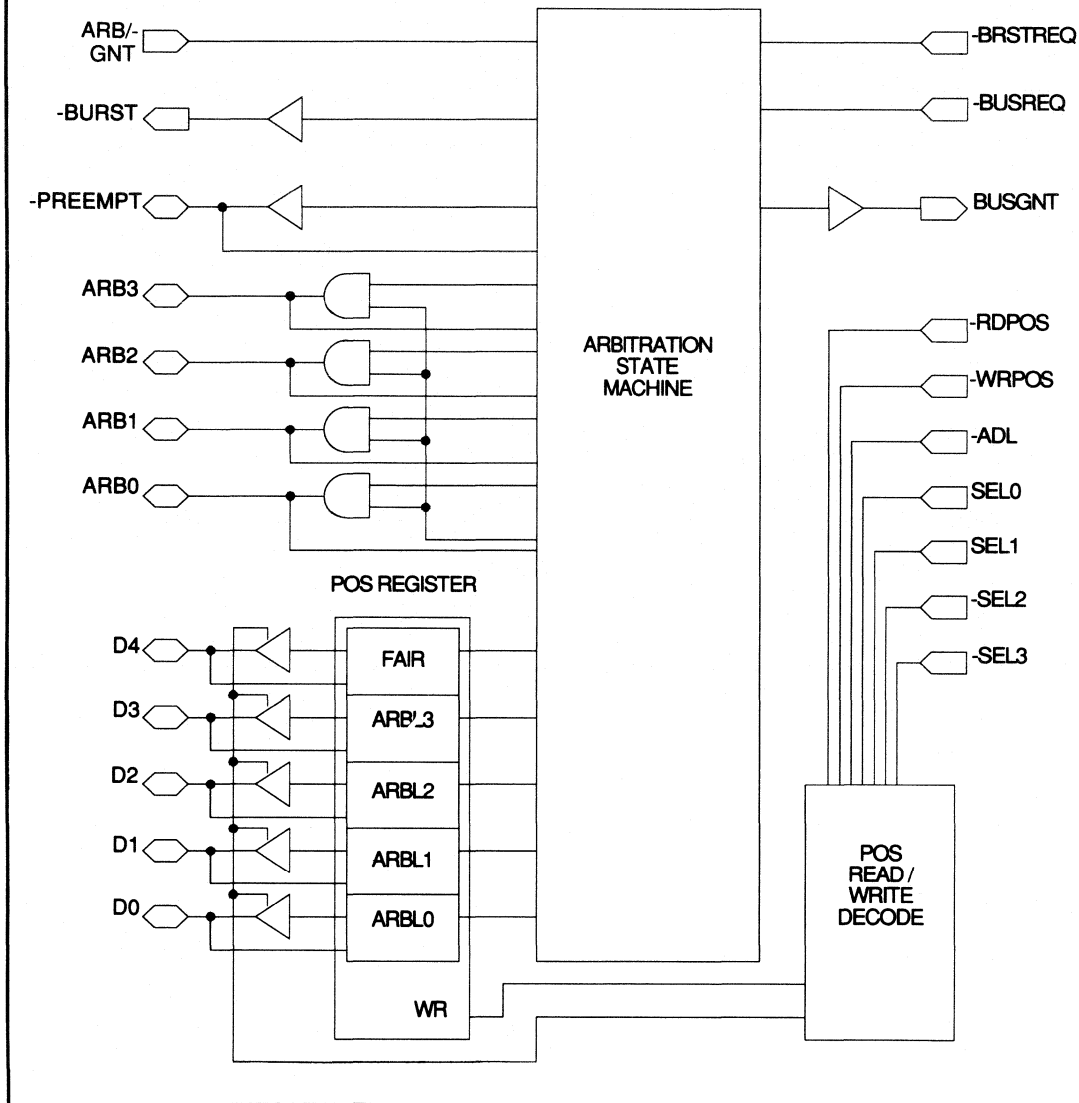 ARB/-
GNT
-BURST
-PREEMPT
ARB3
ARB2
ARB1
ARB0
-BRSTREQ
-BUSREQ
BUSGNT
ARBITRATION
STATE
MACHINE
-RDPOS
-WRPOS
-ADL
SEL0
SEL1
-SEL2
-SEL3
POS REGISTER
D4
D3
D2
D1
D0
FAIR
ARBL3
ARBL2
ARBL1
ARBL0
WR
POS
READ /
WRITE
DECODE